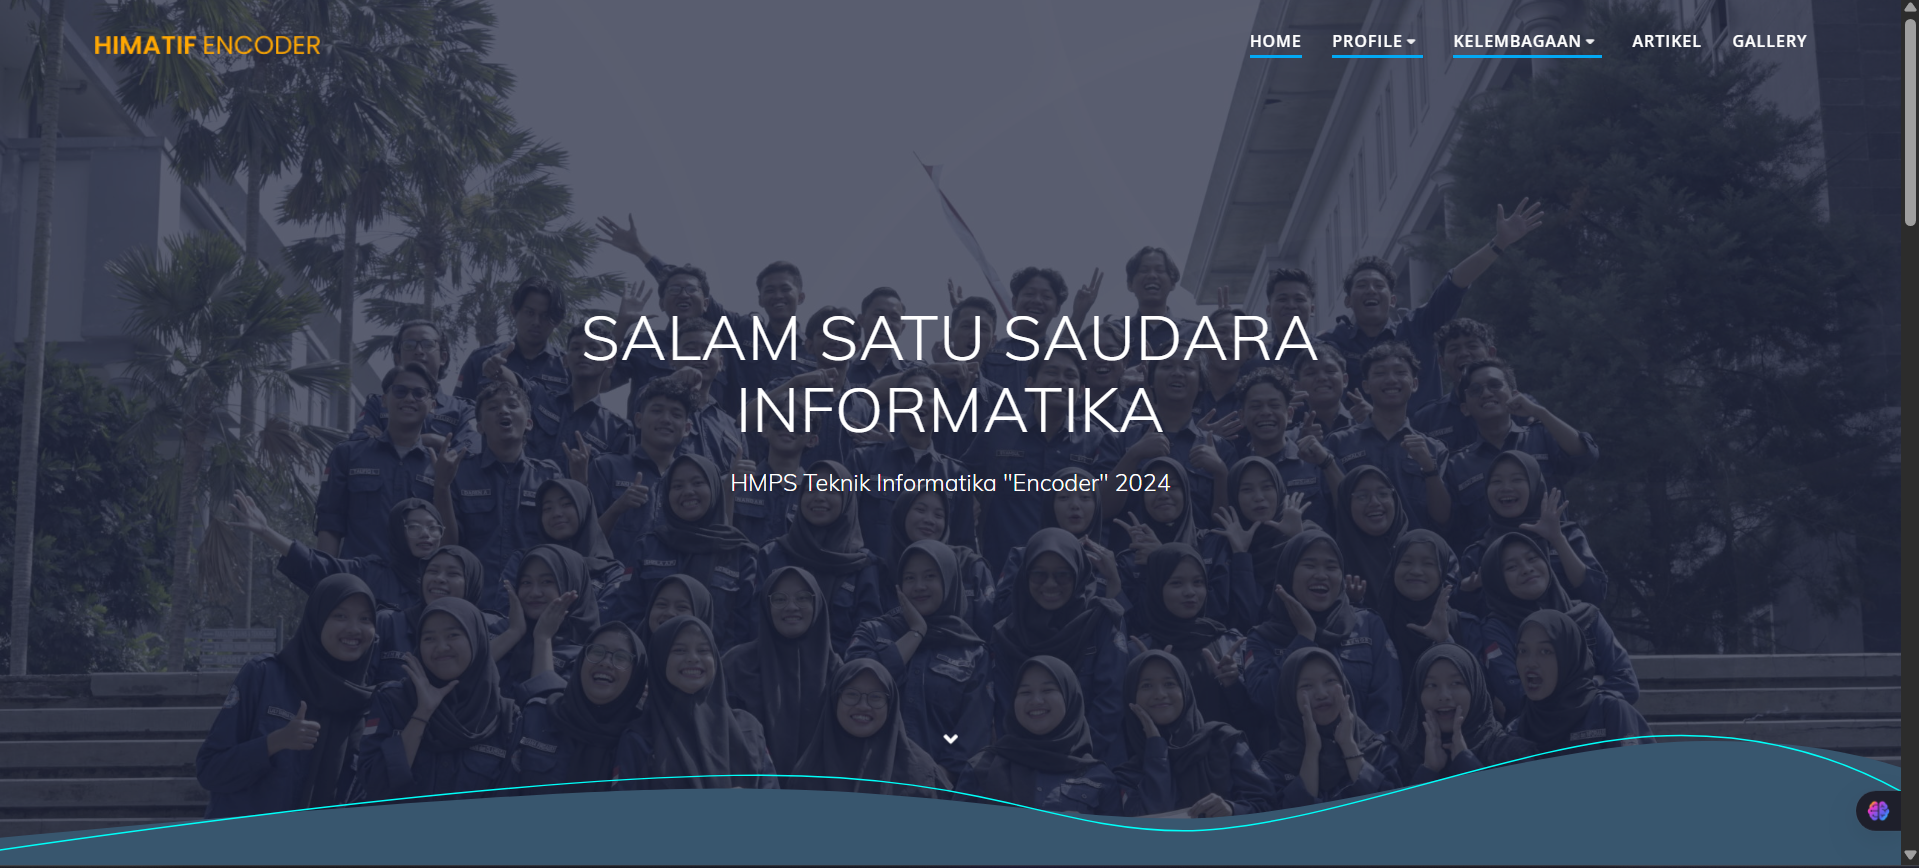 HIMATIF ENCODER
HOME PROFILE KELEMBAGAAN ARTIKEL GALLERY
SALAM SATU SAUDARA
INFORMATIKA
HMPS Teknik Informatika "Encoder" 2024